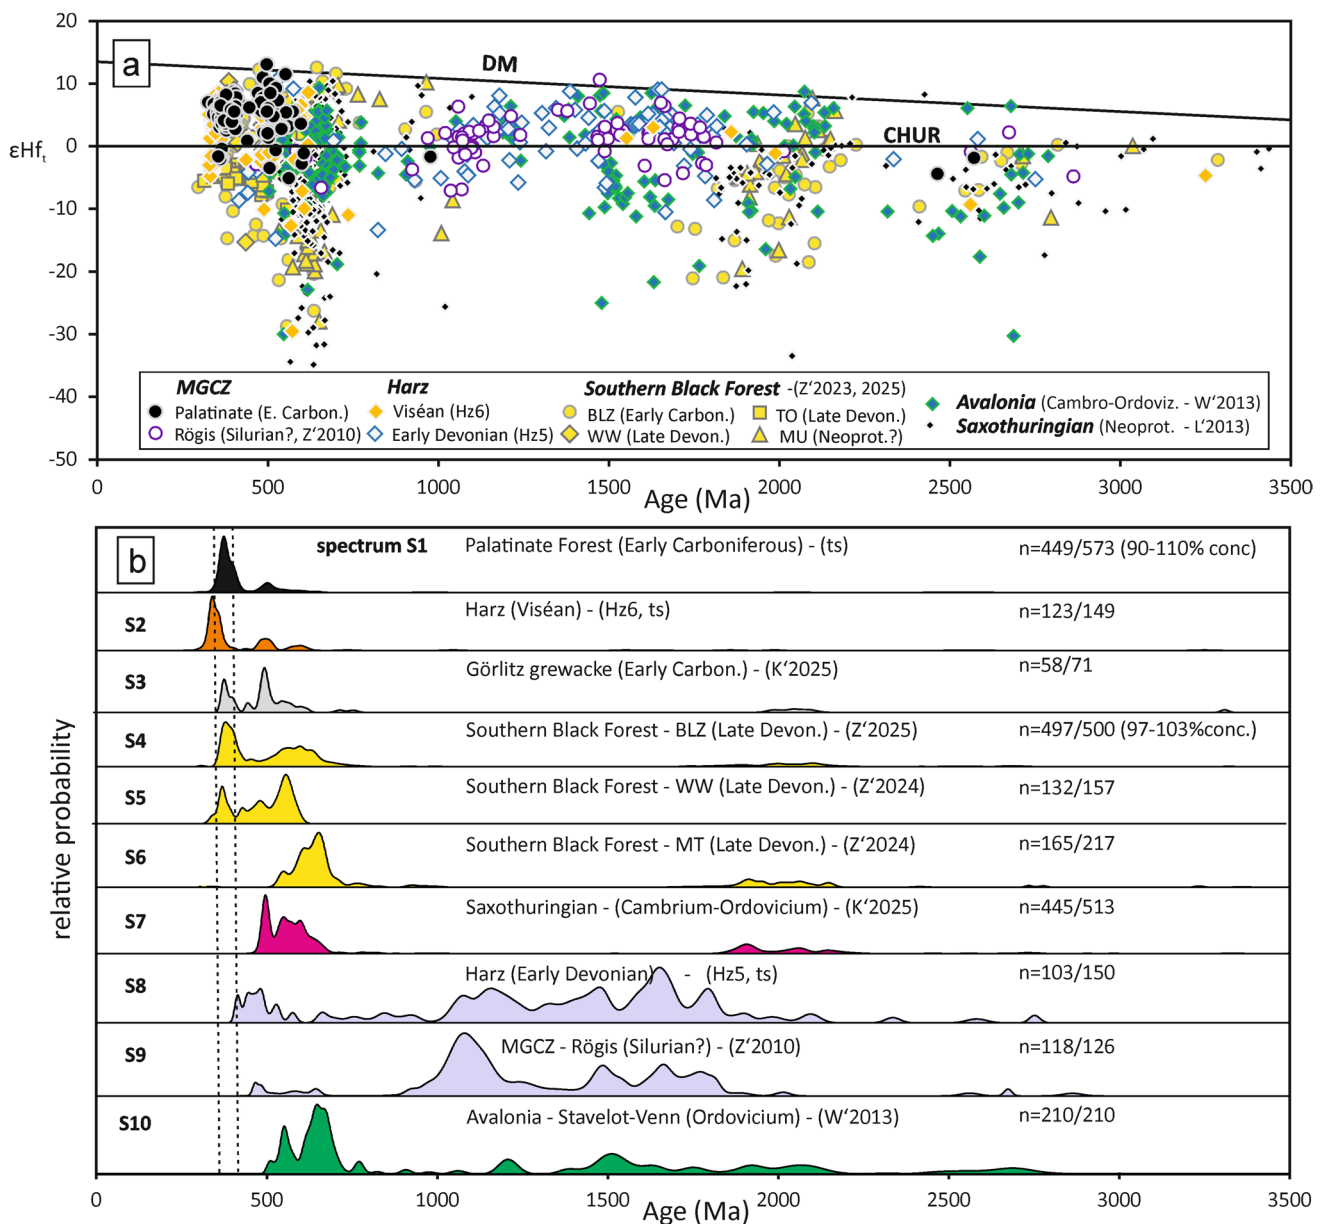 20
10
0
-10
-20
-30
-40
-50
εHft
a
DM
CHUR
MGCZ
Palatinate (E. Carbon.)
Rögis (Silurian?, Z‘2010)
Harz
Viséan (Hz6)
Early Devonian (Hz5)
Southern Black Forest -(Z‘2023, 2025)
BLZ (Early Carbon.)
TO (Late Devon.)
WW (Late Devon.)
MU (Neoprot.?)
Avalonia (Cambro-Ordoviz. - W‘2013)
Saxothuringian (Neoprot. - L‘2013)
0 500 1000 1500 2000 2500 3000 3500
Age (Ma)
b
relative probability
spectrum S1 Palatinate Forest (Early Carboniferous) - (ts) n=449/573 (90-110% conc)
S2 Harz (Viséan) - (Hz6, ts) n=123/149
S3 Görlitz grewacke (Early Carbon.) - (K‘2025) n=58/71
S4 Southern Black Forest - BLZ (Late Devon.) - (Z‘2025) n=497/500 (97-103%conc.)
S5 Southern Black Forest - WW (Late Devon.) - (Z‘2024) n=132/157
S6 Southern Black Forest - MT (Late Devon.) - (Z‘2024) n=165/217
S7 Saxothuringian - (Cambrium-Ordovicium) - (K‘2025) n=445/513
S8 Harz (Early Devonian) - (Hz5, ts) n=103/150
S9 MGCZ - Rögis (Silurian?) - (Z‘2010) n=118/126
S10 Avalonia - Stavelot-Venn (Ordovicium) - (W‘2013) n=210/210
0 500 1000 1500 2000 2500 3000 3500
Age (Ma)